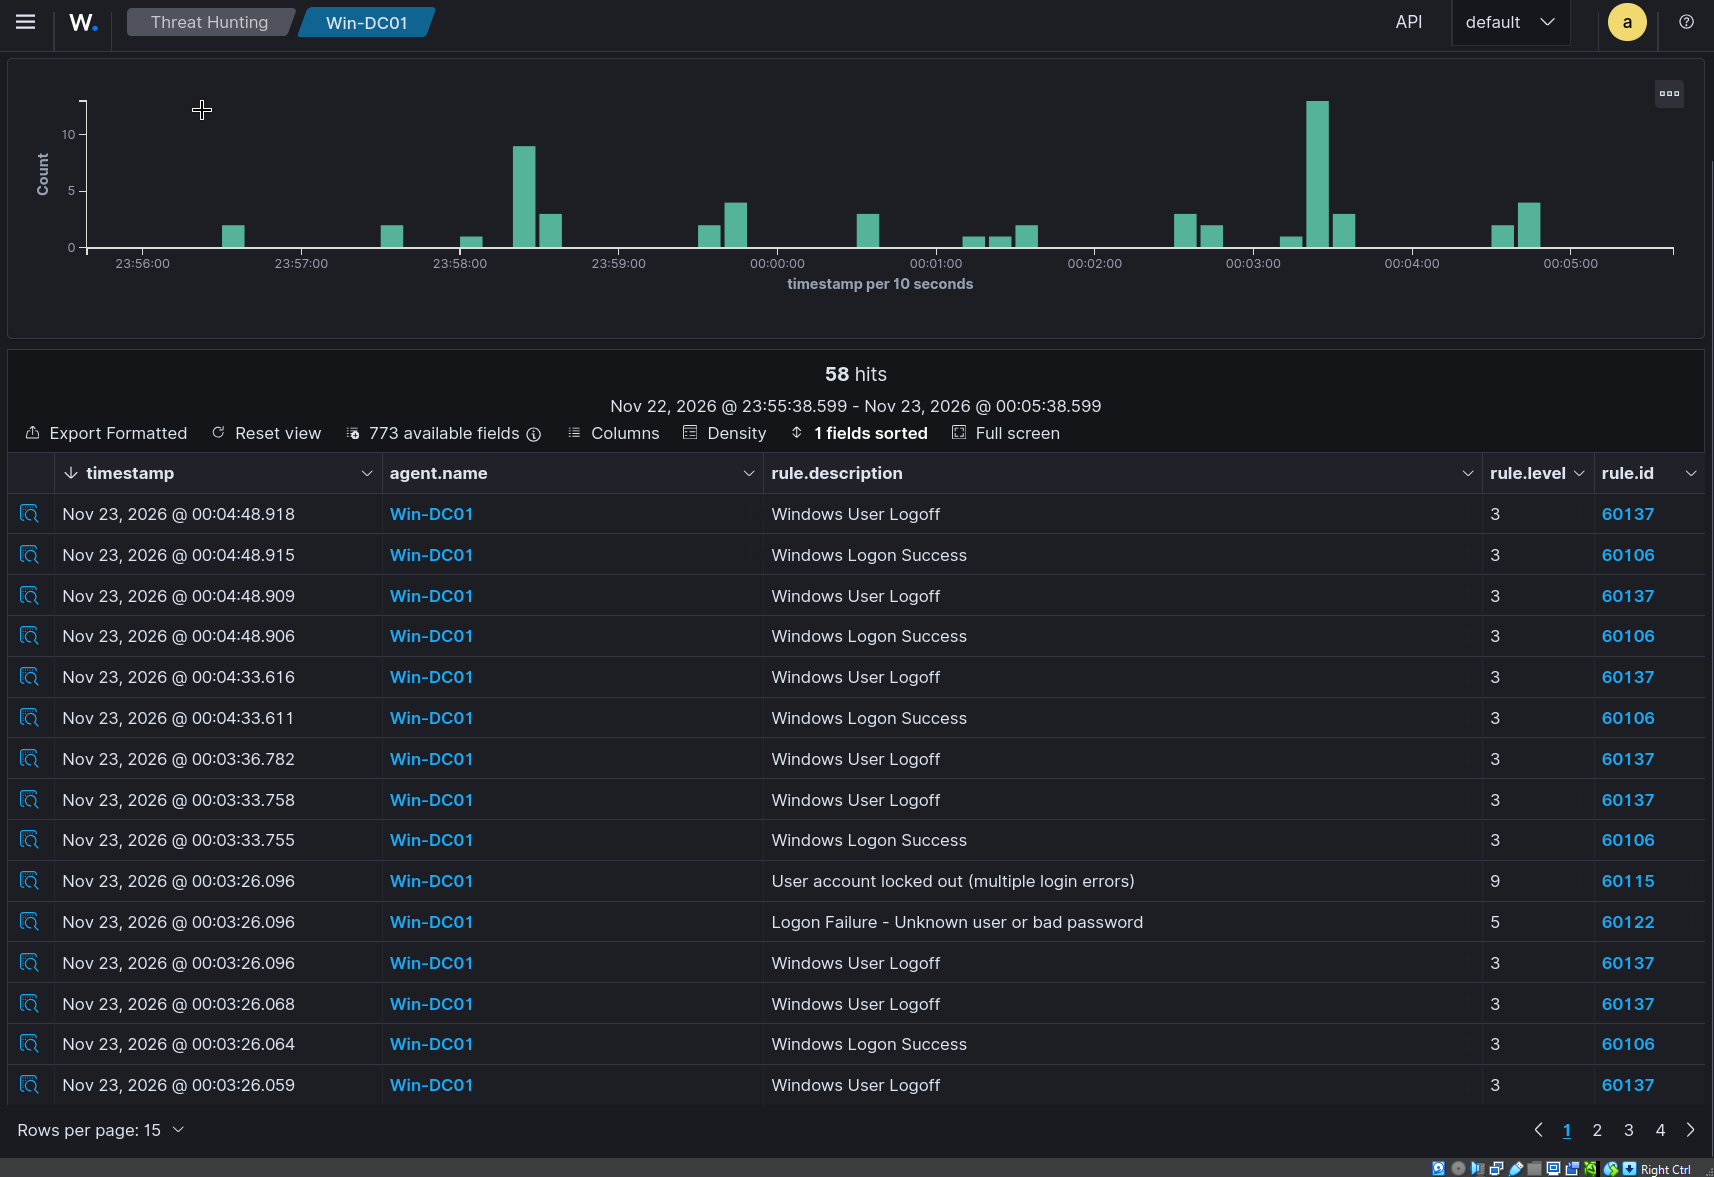 W. Threat Hunting Win-DC01 API default a
Count
10
5
0
23:56:00 23:57:00 23:58:00 23:59:00 00:00:00 00:01:00 00:02:00 00:03:00 00:04:00 00:05:00
timestamp per 10 seconds
58 hits
Nov 22, 2026 @ 23:55:38.599 - Nov 23, 2026 @ 00:05:38.599
Export Formatted Reset view 773 available fields Columns Density 1 fields sorted Full screen
timestamp agent.name rule.description rule.level rule.id
Nov 23, 2026 @ 00:04:48.918 Win-DC01 Windows User Logoff 3 60137
Nov 23, 2026 @ 00:04:48.915 Win-DC01 Windows Logon Success 3 60106
Nov 23, 2026 @ 00:04:48.909 Win-DC01 Windows User Logoff 3 60137
Nov 23, 2026 @ 00:04:48.906 Win-DC01 Windows Logon Success 3 60106
Nov 23, 2026 @ 00:04:33.616 Win-DC01 Windows User Logoff 3 60137
Nov 23, 2026 @ 00:04:33.611 Win-DC01 Windows Logon Success 3 60106
Nov 23, 2026 @ 00:03:36.782 Win-DC01 Windows User Logoff 3 60137
Nov 23, 2026 @ 00:03:33.758 Win-DC01 Windows User Logoff 3 60137
Nov 23, 2026 @ 00:03:33.755 Win-DC01 Windows Logon Success 3 60106
Nov 23, 2026 @ 00:03:26.096 Win-DC01 User account locked out (multiple login errors) 9 60115
Nov 23, 2026 @ 00:03:26.096 Win-DC01 Logon Failure - Unknown user or bad password 5 60122
Nov 23, 2026 @ 00:03:26.096 Win-DC01 Windows User Logoff 3 60137
Nov 23, 2026 @ 00:03:26.068 Win-DC01 Windows User Logoff 3 60137
Nov 23, 2026 @ 00:03:26.064 Win-DC01 Windows Logon Success 3 60106
Nov 23, 2026 @ 00:03:26.059 Win-DC01 Windows User Logoff 3 60137
Rows per page: 15 1 2 3 4
Right Ctrl